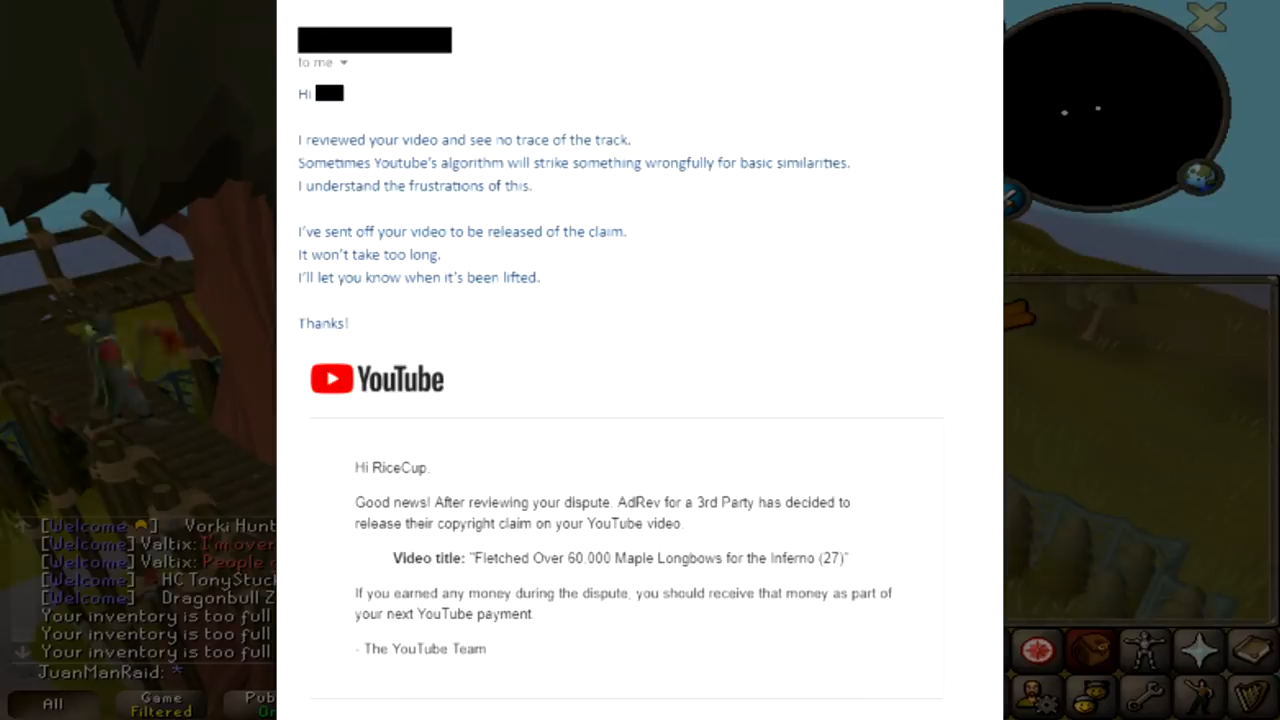 to me
Hi
I reviewed your video and see no trace of the track.
Sometimes Youtube's algorithm will strike something wrongfully for basic similarities.
I understand the frustrations of this.
I've sent off your video to be released of the claim.
It won't take too long.
I'll let you know when it's been lifted.
Thanks!
YouTube
Hi RiceCup,
Good news! After reviewing your dispute, AdRev for a 3rd Party has decided to
release their copyright claim on your YouTube video.
Video title: "Fletched Over 60,000 Maple Longbows for the Inferno (27)"
If you earned any money during the dispute, you should receive that money as part of
your next YouTube payment
- The YouTube Team
[Welcome] Vorki Hunt
[Welcome] Valtix: I'm over
[Welcome] Valtix: People
[Welcome] HC TonyStuck
[Welcome] Dragonbull Z
Your inventory is too full
Your inventory is too full
Your inventory is too full
JuanManRaid: *
All
Game
Filtered
Pub
On